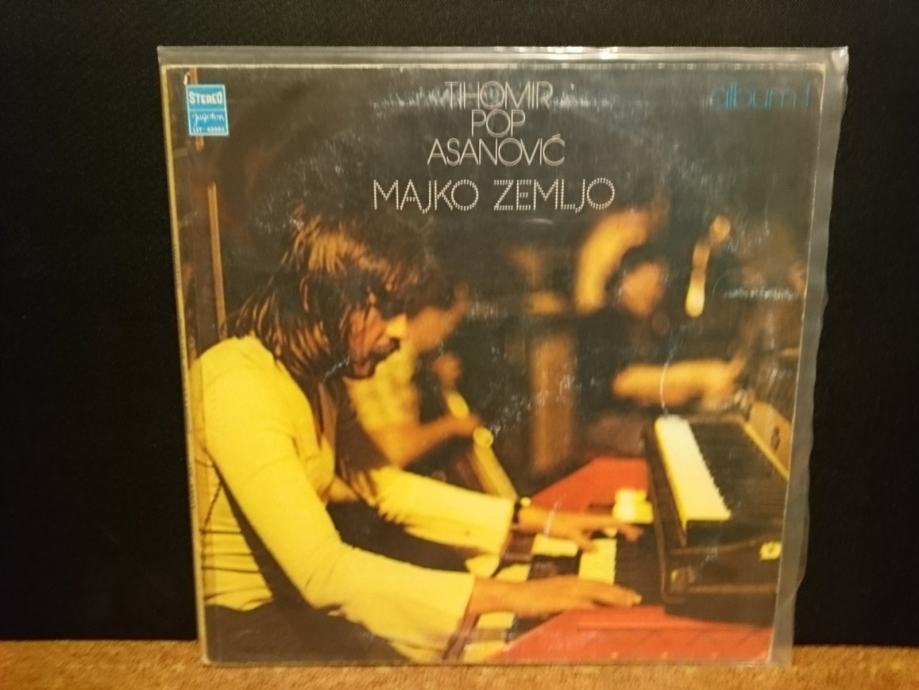 STEREO
jugoton
TIHOMIR
POP
ASANOVIĆ
album 1
MAJKO ZEMLJO